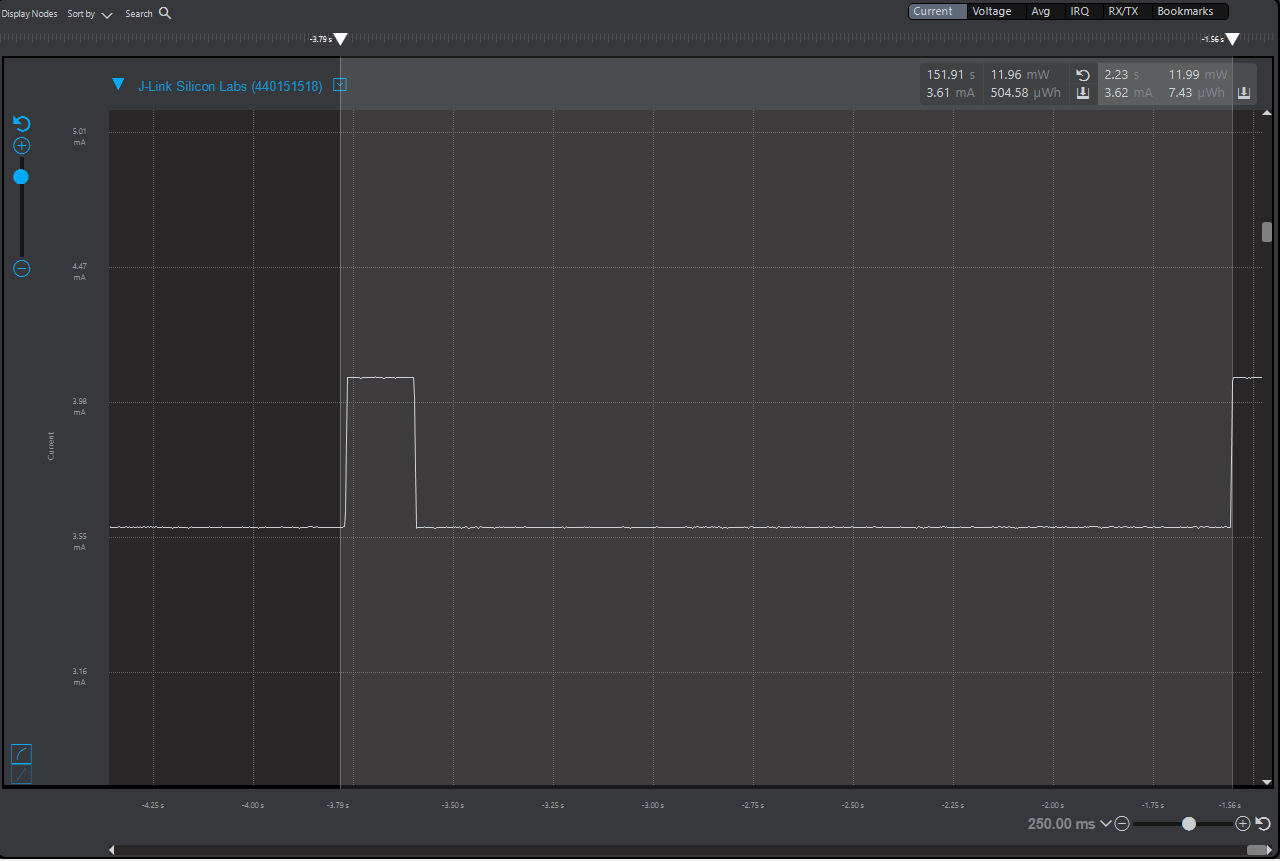 Display Nodes Sort by Search
Current Voltage Avg IRQ RX/TX Bookmarks
-3.79 s -1.56 s
J-Link Silicon Labs (440151518)
151.91 s 11.96 mW 2.23 s 11.99 mW
3.61 mA 504.58 µWh 3.62 mA 7.43 µWh
5.01
mA
4.47
mA
3.98
mA
Current
3.55
mA
3.16
mA
-4.25 s -4.00 s -3.79 s -3.50 s -3.25 s -3.00 s -2.75 s -2.50 s -2.25 s -2.00 s -1.75 s -1.56 s
250.00 ms